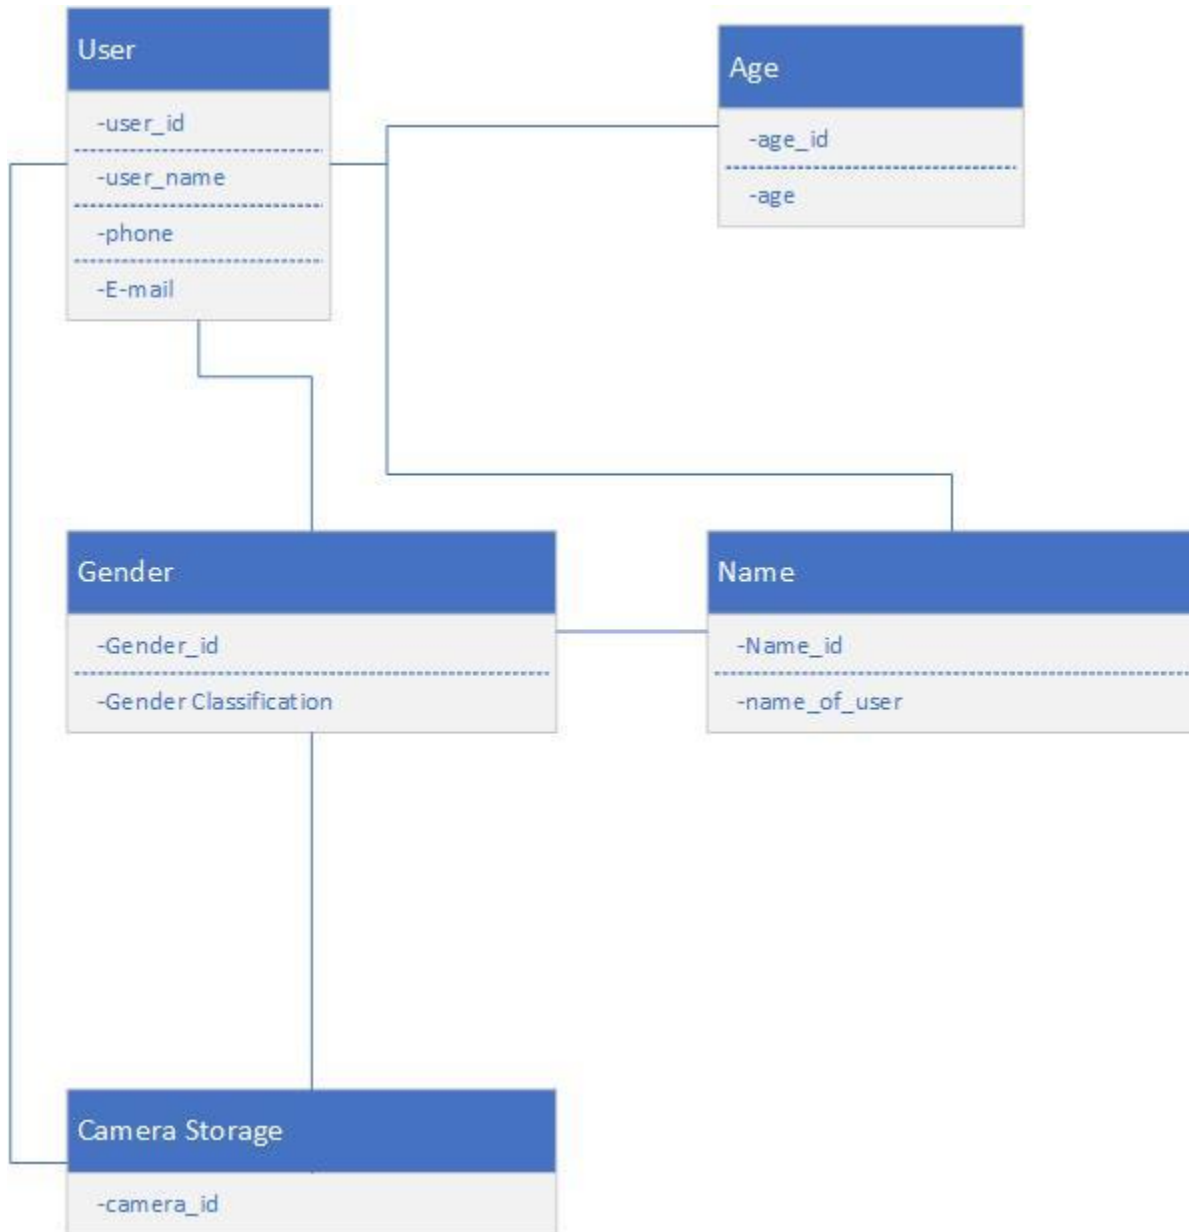 User
-user_id
-user_name
-phone
-E-mail
Age
-age_id
-age
Gender
-Gender_id
-Gender Classification
Name
-Name_id
-name_of_user
Camera Storage
-camera_id